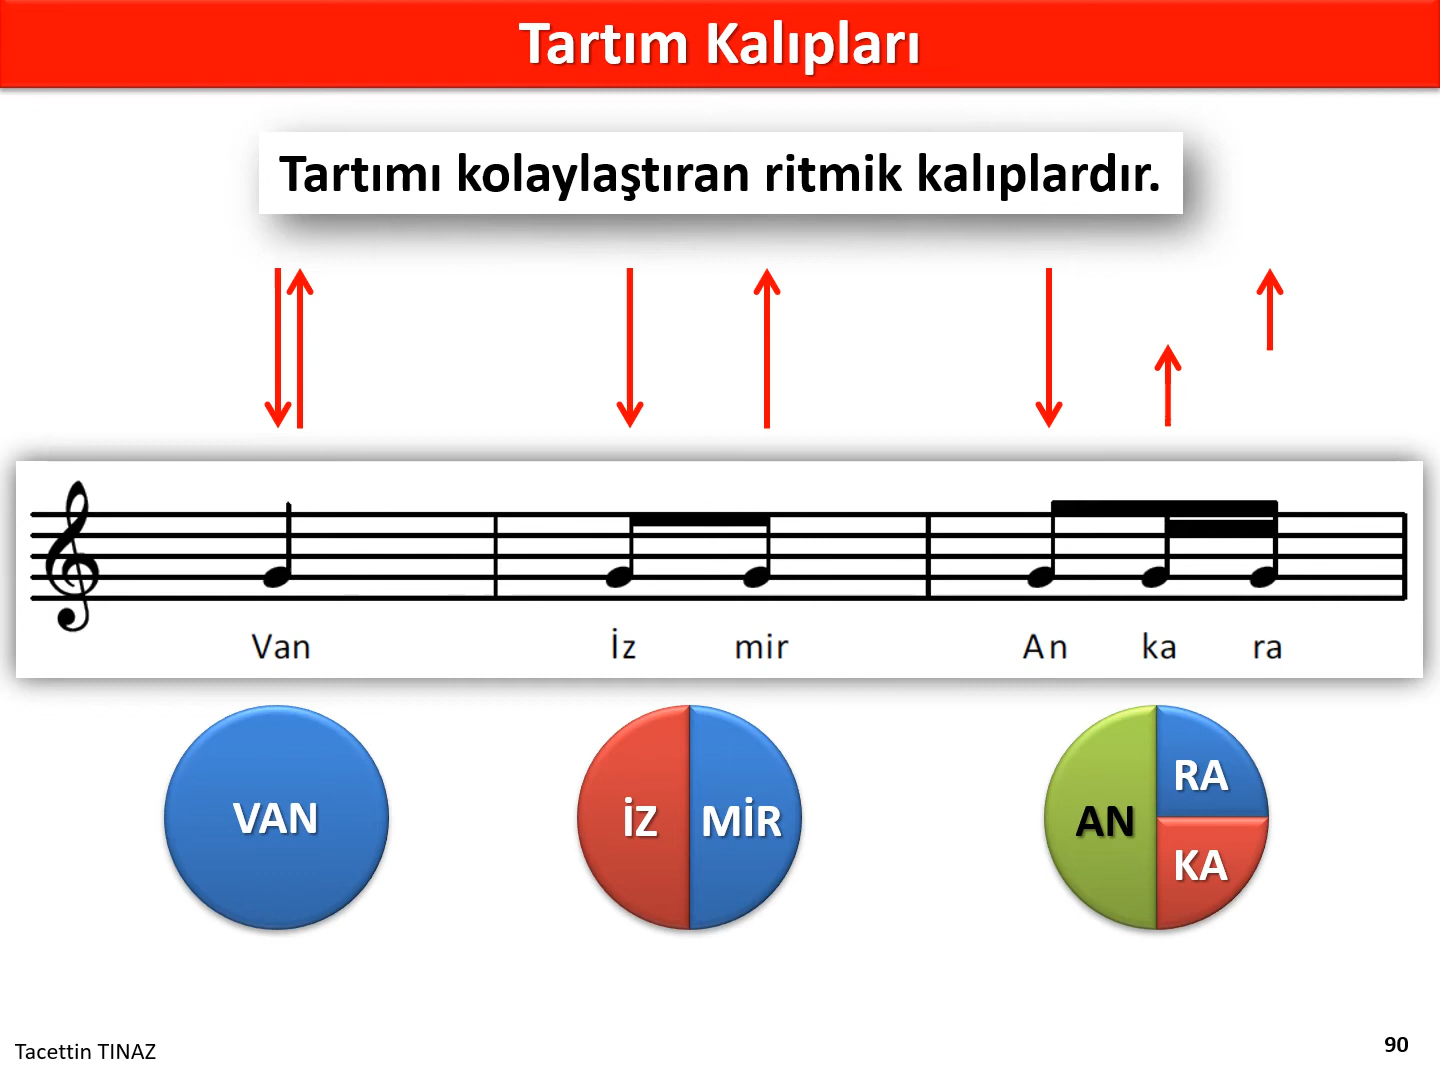 Tartım Kalıpları
Tartımı kolaylaştıran ritmik kalıplardır.
Van İz mir An ka ra
VAN
İZ MİR
AN RA
KA
Tacettin TINAZ
90